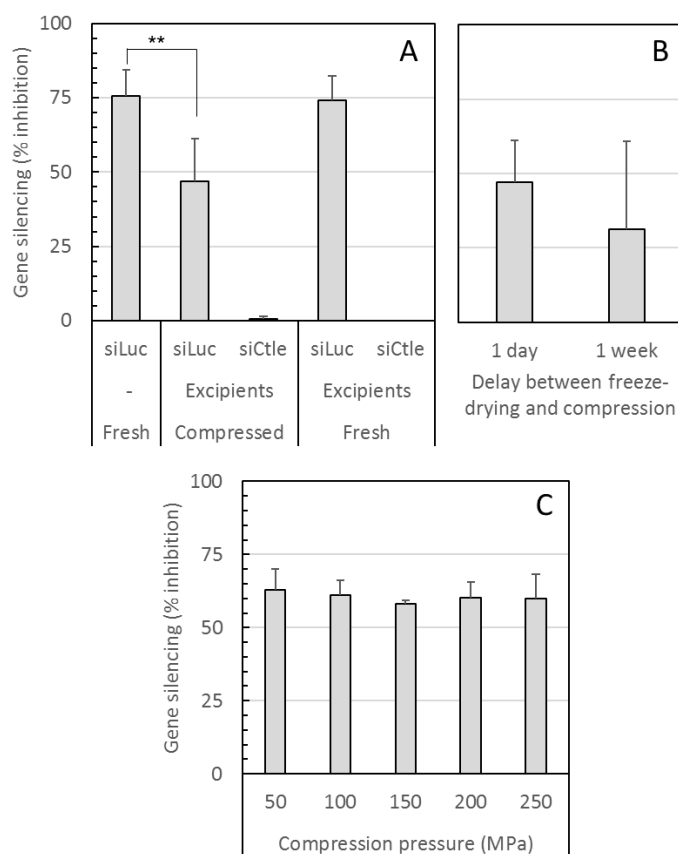 A
**
Gene silencing (% inhibition)
100
75
50
25
0
siLuc siLuc siCtle siLuc siCtle
- Excipients Excipients
Fresh Compressed Fresh
B
1 day 1 week
Delay between freeze-
drying and compression
C
Gene silencing (% inhibition)
100
75
50
25
0
50 100 150 200 250
Compression pressure (MPa)